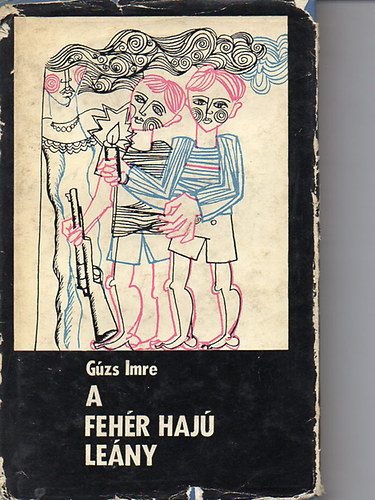 Gúzs Imre
A
FEHÉR HAJÚ
LEÁNY